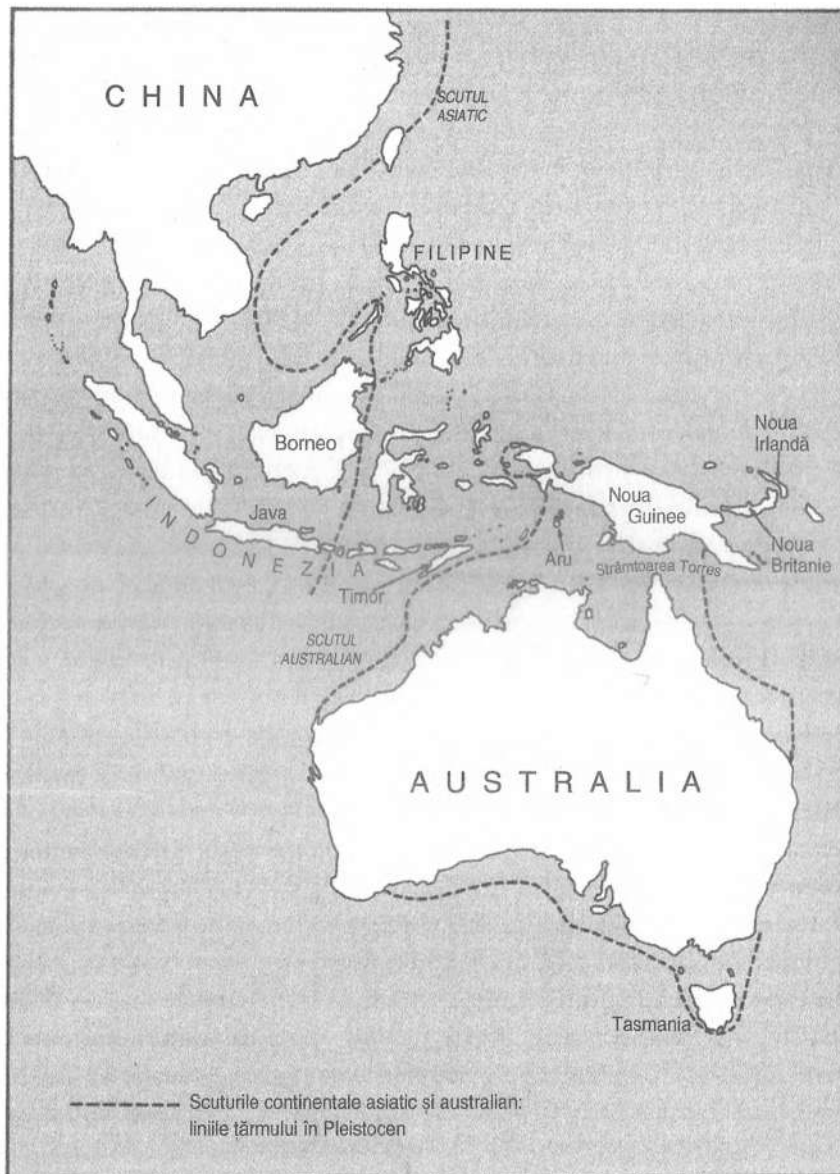 CHINA
SCUTUL
ASIATIC
FILIPINE
Borneo
Noua
Irlandă
Noua
Guinee
Java
INDONEZIA
Aru
Noua
Britanie
Strâmtoarea Torres
Timor
SCUTUL
AUSTRALIAN
AUSTRALIA
Tasmania
Scuturile continentale asiatic și australian:
liniile țărmului în Pleistocen